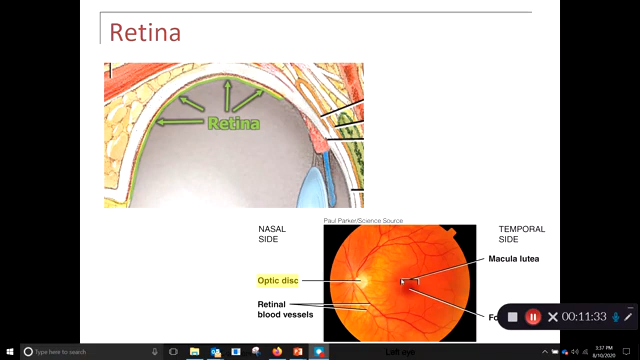 Retina
Retina
Paul Parker/Science Source
NASAL
SIDE
TEMPORAL
SIDE
Macula lutea
Optic disc
Retinal
blood vessels
00:11:33
Left eye
Type here to search
3:37 PM
8/10/2020